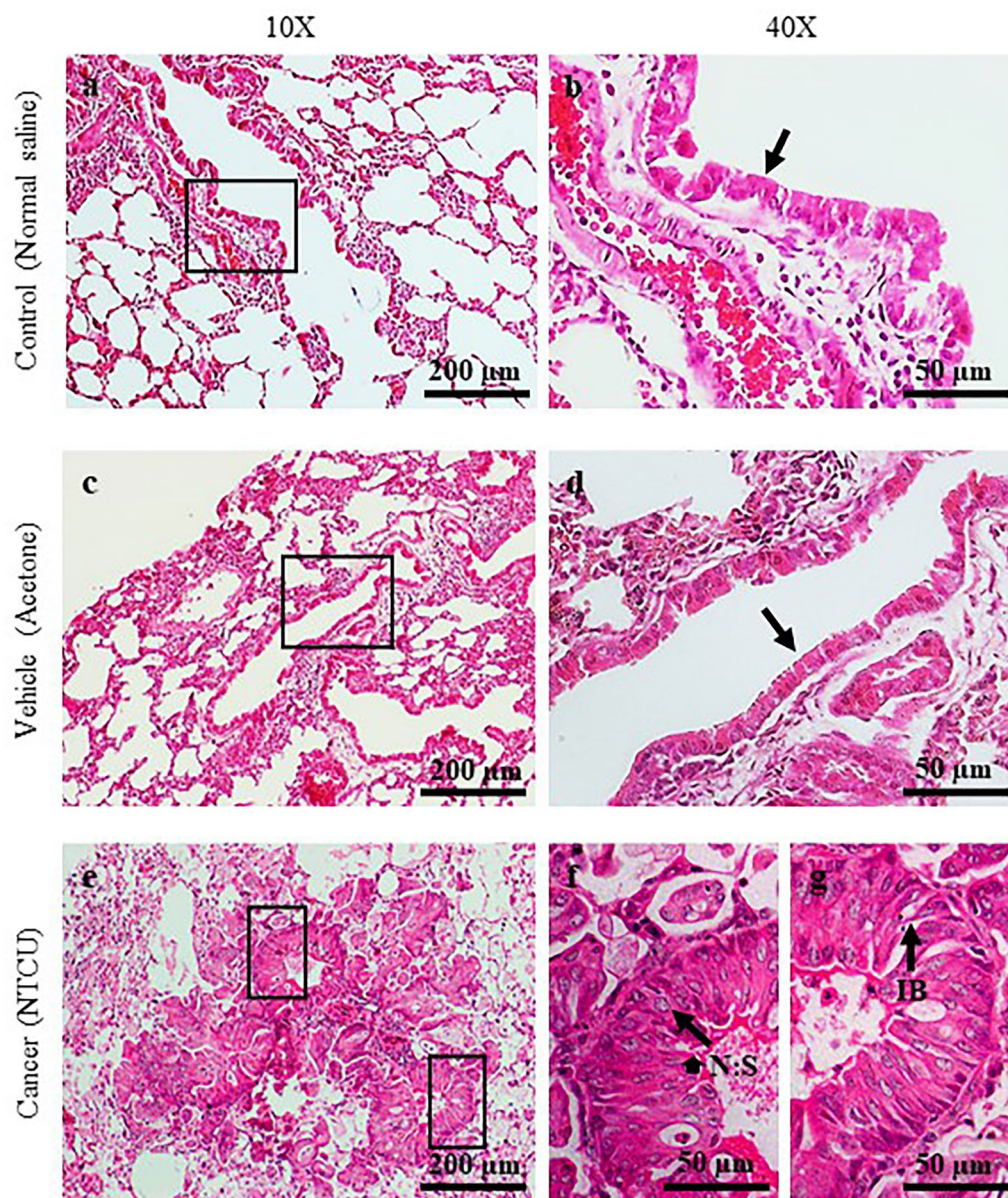 10X
40X
Control (Normal saline)
a
200 µm
b
50 µm
Vehicle (Acetone)
c
200 µm
d
50 µm
Cancer (NTCU)
e
200 µm
f
N:S
50 µm
g
IB
50 µm